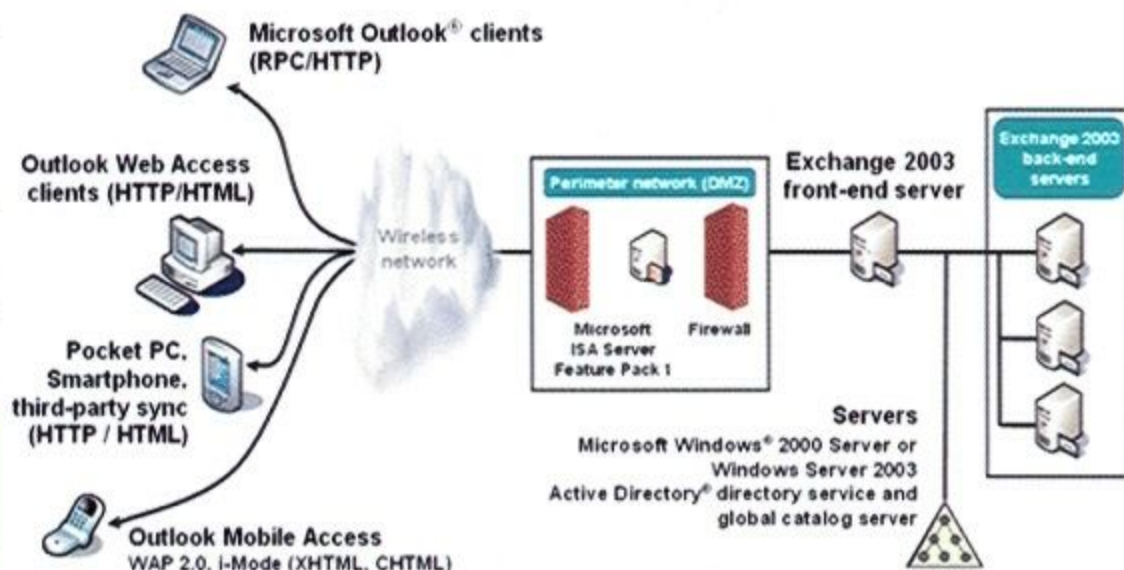 Microsoft Outlook® clients
(RPC/HTTP)
Outlook Web Access
clients (HTTP/HTML)
Pocket PC,
Smartphone,
third-party sync
(HTTP / HTML)
Outlook Mobile Access
WAP 2.0, i-Mode (XHTML, CHTML)
Wireless
network
Perimeter network (DMZ)
Microsoft
ISA Server
Feature Pack 1
Firewall
Exchange 2003
front-end server
Exchange 2003
back-end
servers
Servers
Microsoft Windows® 2000 Server or
Windows Server 2003
Active Directory® directory service and
global catalog server